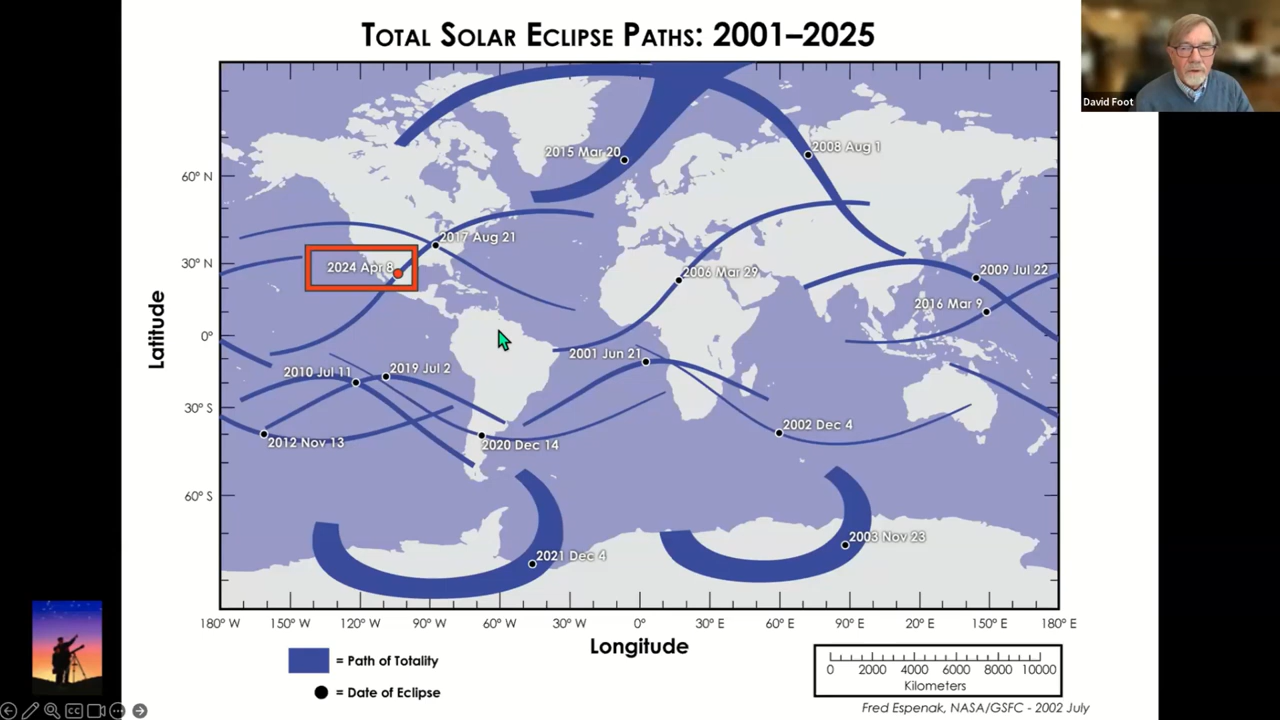 TOTAL SOLAR ECLIPSE PATHS: 2001–2025
David Foot
2015 Mar 20
2008 Aug 1
60° N
2017 Aug 21
30° N
2024 Apr 8
2006 Mar 29
2009 Jul 22
2016 Mar 9
0°
2001 Jun 21
2010 Jul 11
2019 Jul 2
30° S
2002 Dec 4
2012 Nov 13
2020 Dec 14
60° S
2003 Nov 23
2021 Dec 4
Latitude
180° W 150° W 120° W 90° W 60° W 30° W 0° 30° E 60° E 90° E 20° E 150° E 180° E
Longitude
= Path of Totality
= Date of Eclipse
0 2000 4000 6000 8000 10000
Kilometers
Fred Espenak, NASA/GSFC - 2002 July
CC